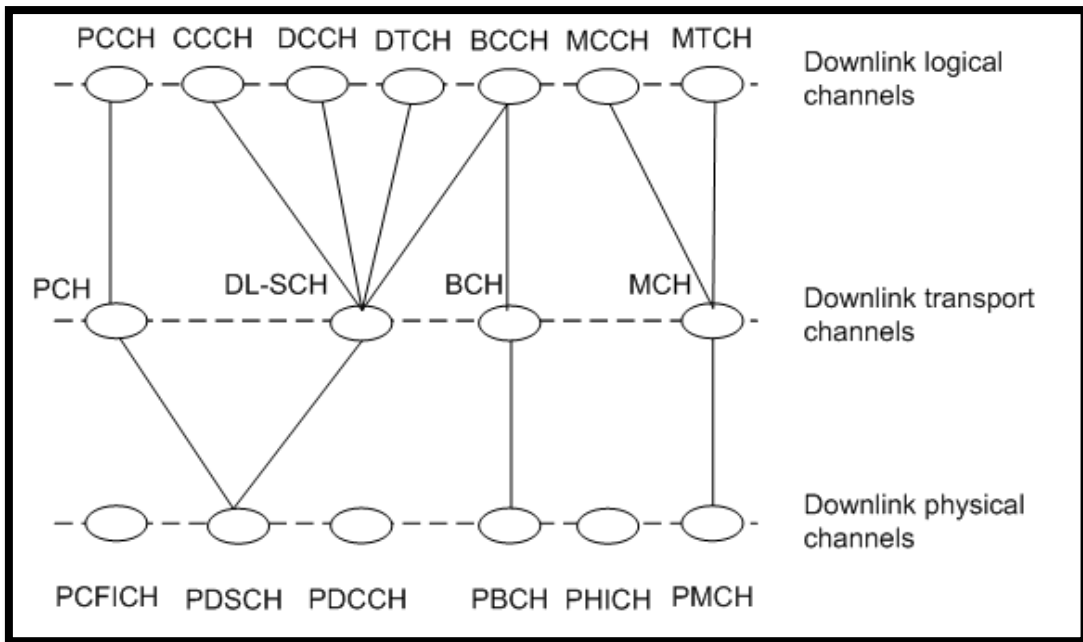 PCCH CCCH DCCH DTCH BCCH MCCH MTCH
Downlink logical
channels
PCH DL-SCH BCH MCH
Downlink transport
channels
Downlink physical
channels
PCFICH PDSCH PDCCH PBCH PHICH PMCH